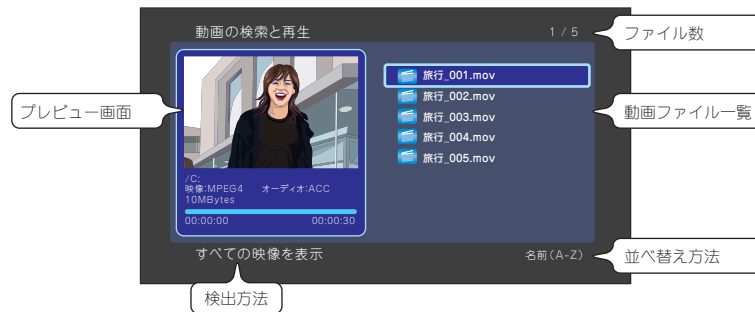 動画の検索と再生
1 / 5
ファイル数
プレビュー画面
旅行_001.mov
旅行_002.mov
旅行_003.mov
旅行_004.mov
旅行_005.mov
動画ファイル一覧
/C:
映像:MPEG4 オーディオ:ACC
10MBytes
00:00:00 00:00:30
すべての映像を表示
名前(A-Z)
並べ替え方法
検出方法